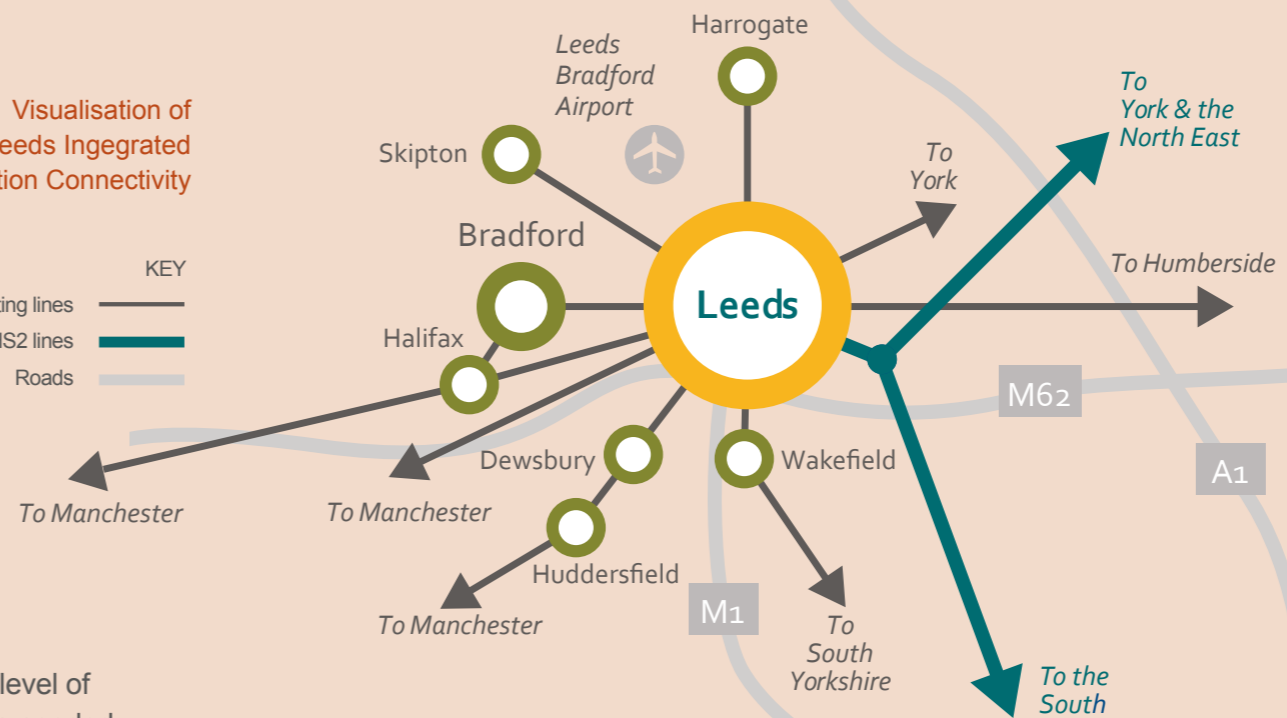 Visualisation of
eeds Ingegrated
tion Connectivity
KEY
ting lines
HS2 lines
Roads
Harrogate
Leeds
Bradford
Airport
Skipton
Bradford
Halifax
Leeds
To
York
To
York & the
North East
To Humberside
M62
A1
Dewsbury
Wakefield
To Manchester
To Manchester
Huddersfield
To Manchester
M1
To
South
Yorkshire
To the
South
level of